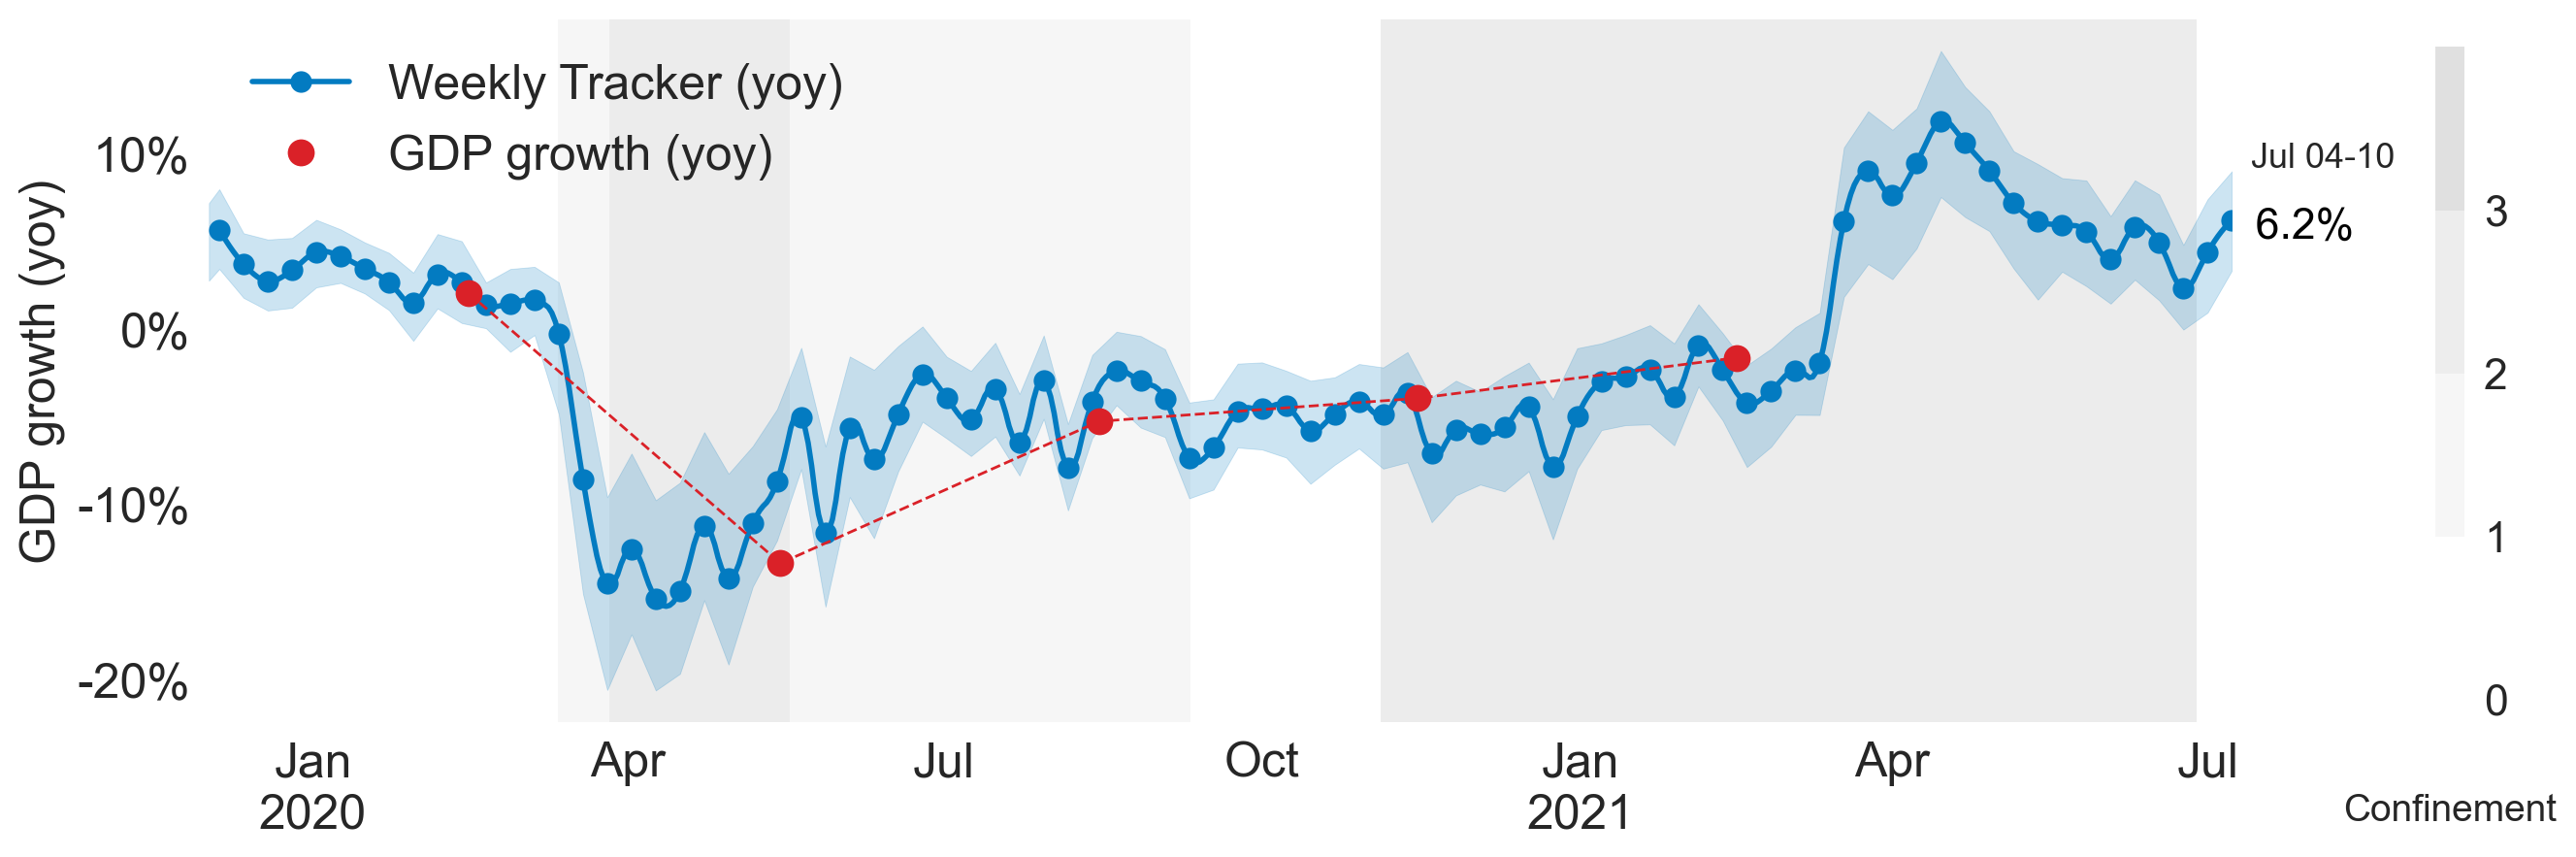 Weekly Tracker (yoy)
GDP growth (yoy)
GDP growth (yoy)
10%
0%
-10%
-20%
Jan
2020
Apr
Jul
Oct
Jan
2021
Apr
Jul
Jul 04-10
6.2%
3
2
1
0
Confinement